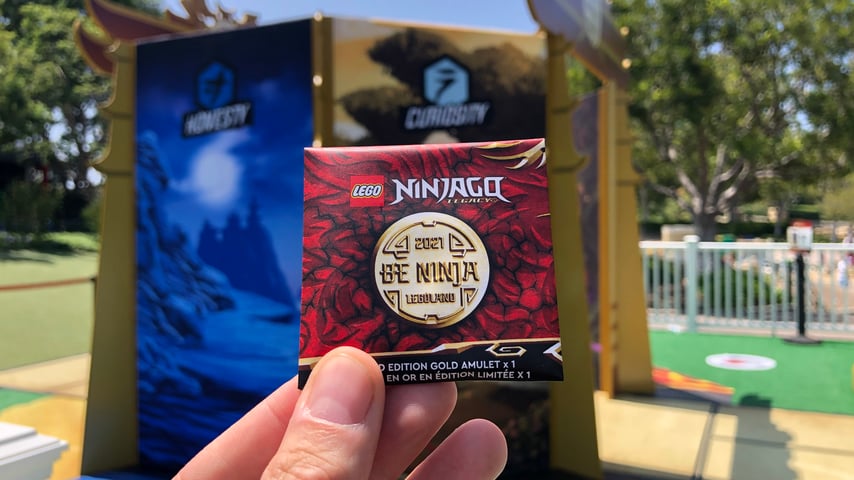 HONESTY
CURIOSITY
LEGO NINJAGO
LEGACY
2021
BE NINJA
LEGOLAND
D EDITION GOLD AMULET x 1
EN OR EN ÉDITION LIMITÉE X 1